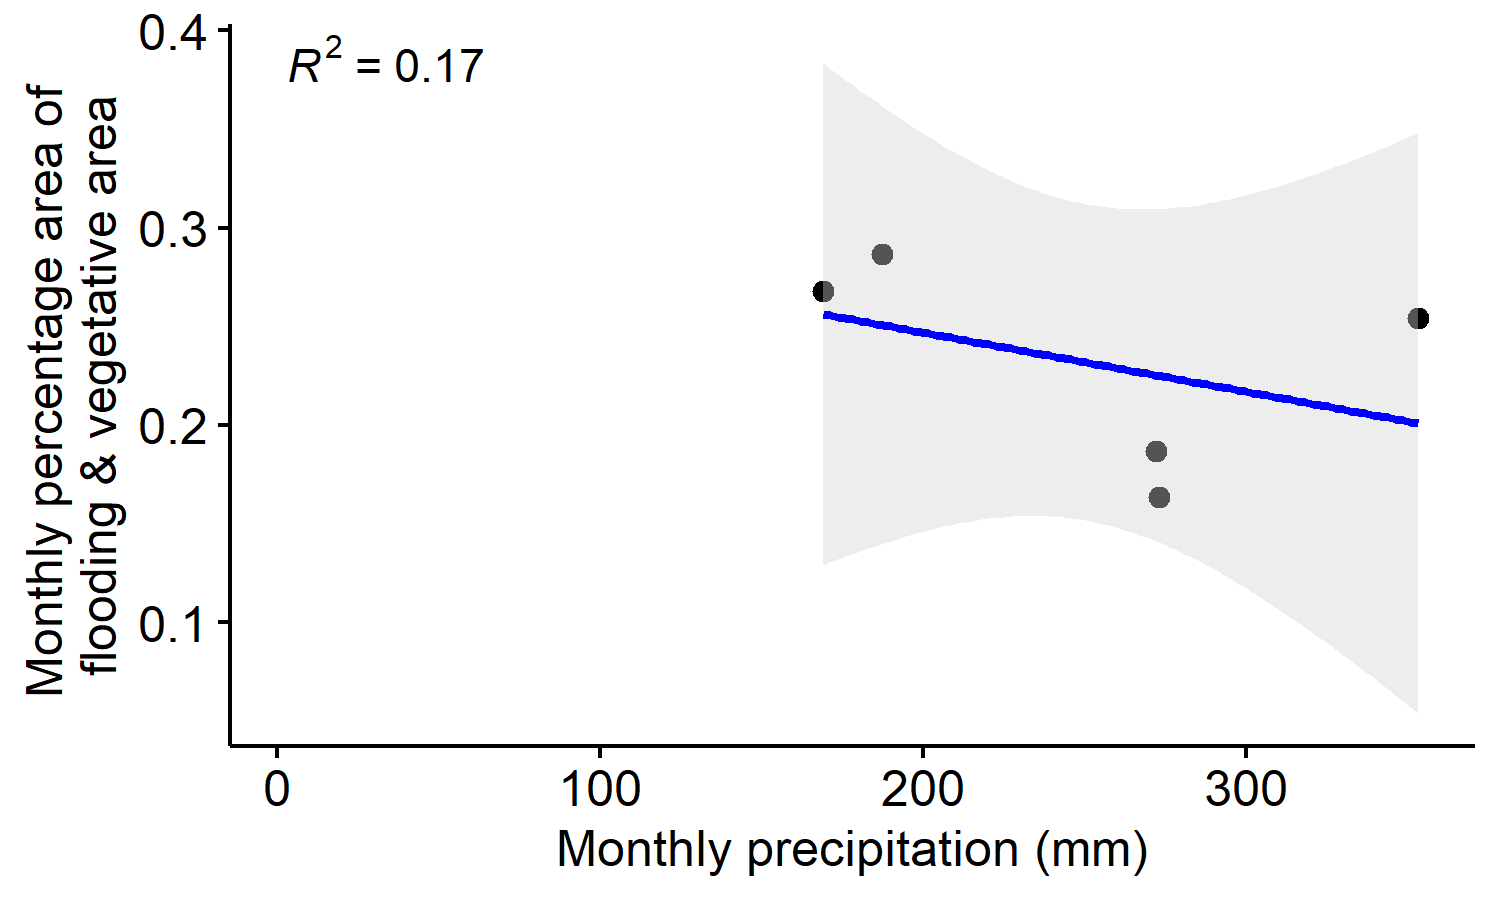 Monthly percentage area of
flooding & vegetative area
0.4
0.3
0.2
0.1
R² = 0.17
0 100 200 300
Monthly precipitation (mm)